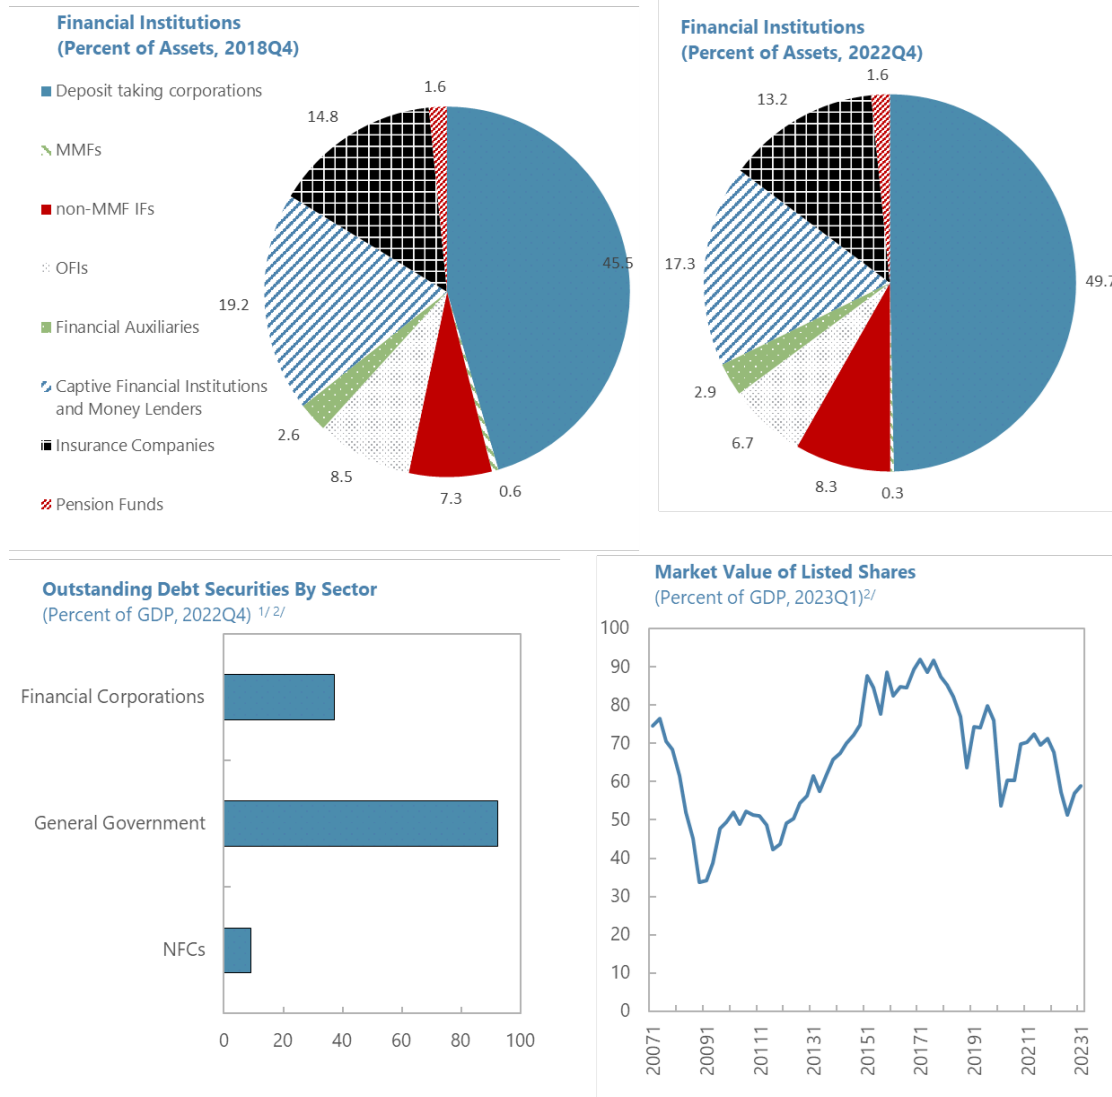 Financial Institutions
(Percent of Assets, 2018Q4)
Deposit taking corporations
MMFs
non-MMF IFs
OFIs
Financial Auxiliaries
Captive Financial Institutions
and Money Lenders
Insurance Companies
Pension Funds
1.6
14.8
45.5
19.2
2.6
8.5
7.3
0.6
Financial Institutions
(Percent of Assets, 2022Q4)
1.6
13.2
17.3
49.7
2.9
6.7
8.3
0.3
Outstanding Debt Securities By Sector
(Percent of GDP, 2022Q4) 1/ 2/
Financial Corporations
General Government
NFCs
0 20 40 60 80 100
Market Value of Listed Shares
(Percent of GDP, 2023Q1)2/
100
90
80
70
60
50
40
30
20
10
0
20071 20091 20111 20131 20151 20171 20191 20211 20231